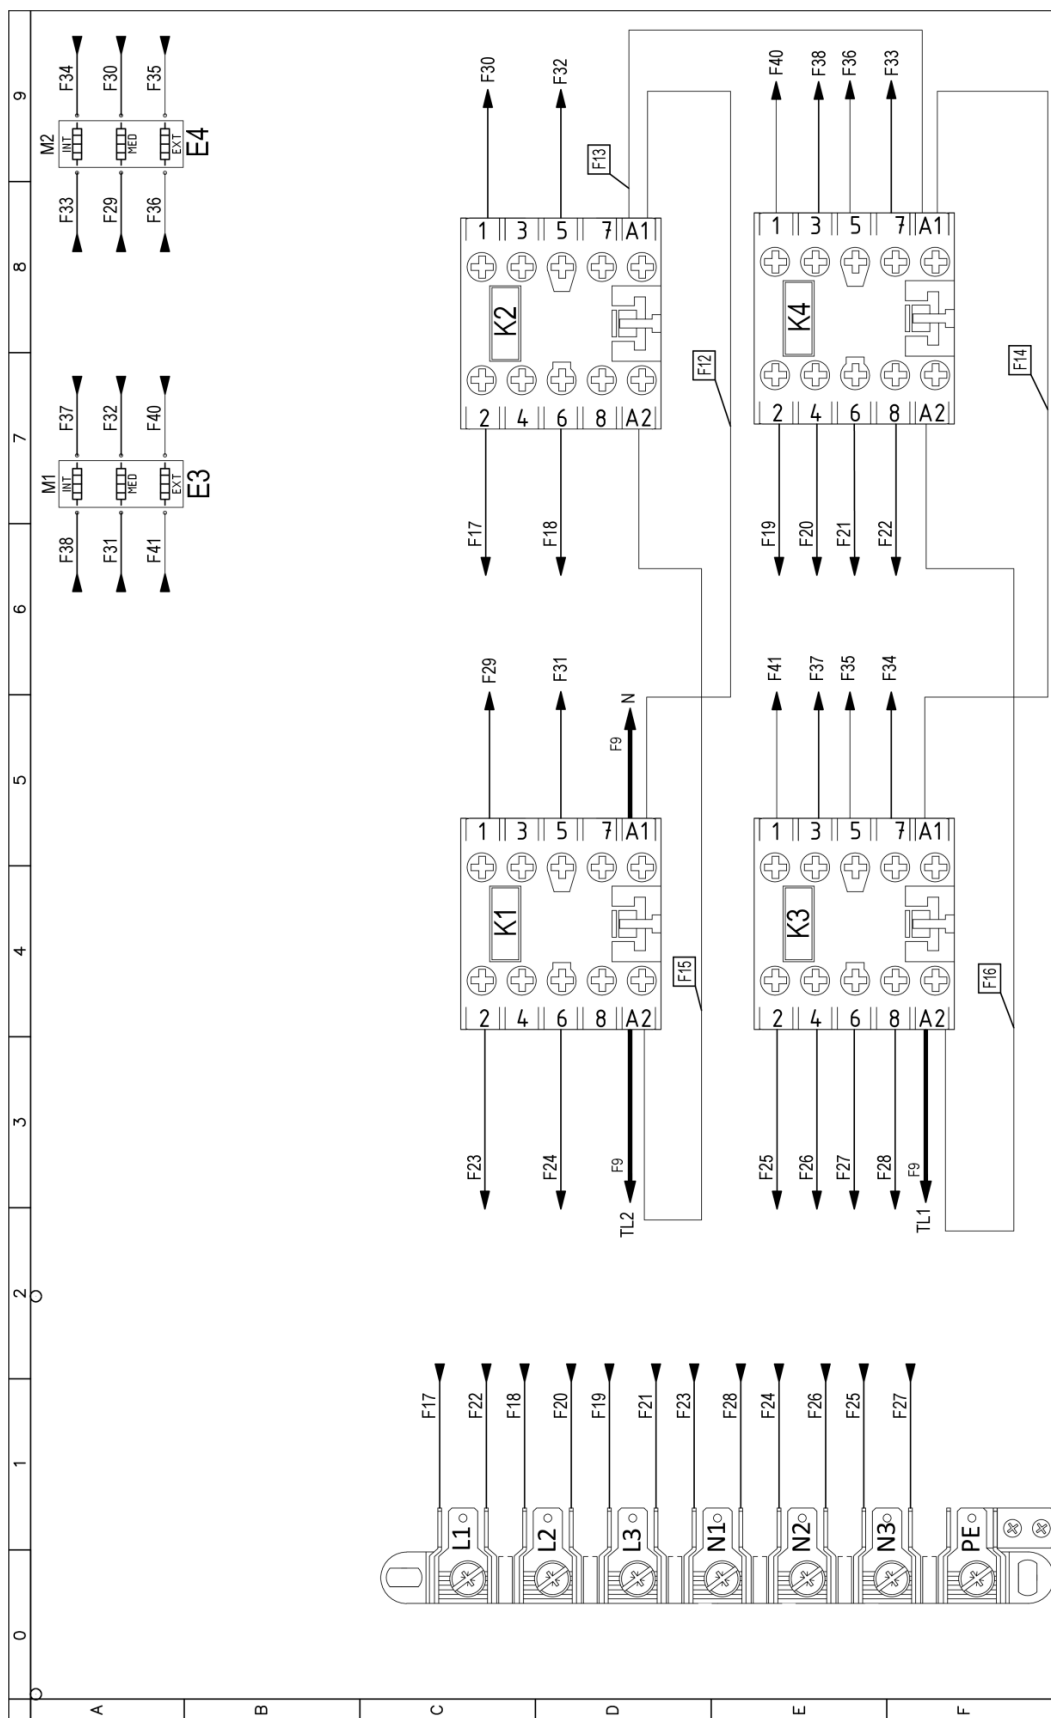 9
8
7
6
5
4
3
2
1
0
A
B
C
D
E
F
F34
F30
F35
M2
INT
MED
EXT
E4
F33
F29
F36
F37
F32
F40
M1
INT
MED
EXT
E3
F38
F31
F41
F30
F32
F13
1 3 5 7 A1
K2
2 4 6 8 A2
F17
F18
F12
F40
F38
F36
F33
1 3 5 7 A1
K4
2 4 6 8 A2
F19
F20
F21
F22
F14
F29
F31
N
F9
1 3 5 7 A1
K1
2 4 6 8 A2
F23
F24
F9
TL2
F15
F41
F37
F35
F34
1 3 5 7 A1
K3
2 4 6 8 A2
F25
F26
F27
F28
F9
TL1
F16
F17
F22
F18
F20
F19
F21
F23
F28
F24
F26
F25
F27
L1
L2
L3
N1
N2
N3
PE